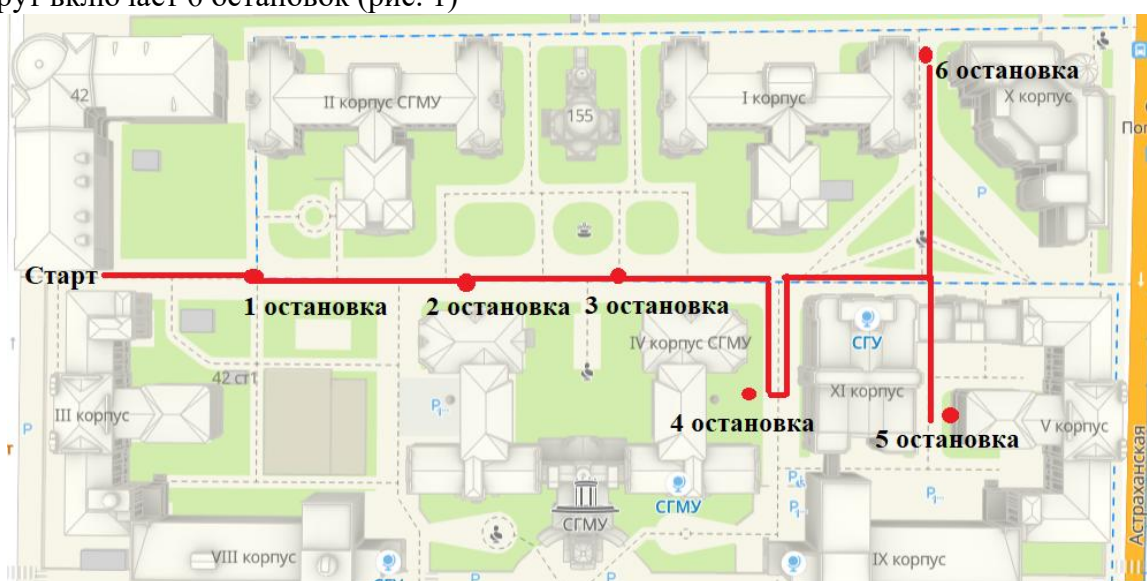 рут включает 6 остановок (рис. 1)
42
II корпус СГМУ
155
I корпус
6 остановка
X корпус
P
Старт
1 остановка
2 остановка
3 остановка
IV корпус СГМУ
СГУ
42 ст1
III корпус
P
P
XI корпус
4 остановка
5 остановка
V корпус
Астраханская
СГМУ
СГМУ
P
P
P
VIII корпус
IX корпус
P
P
P